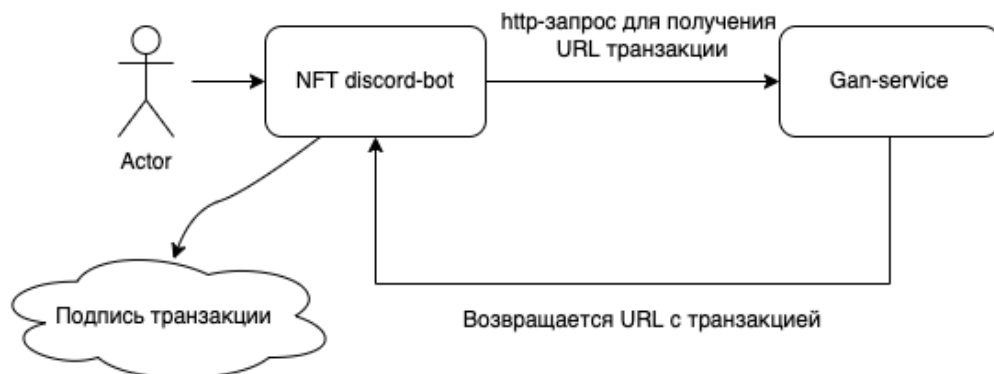 http-запрос для получения
URL транзакции
NFT discord-bot
Gan-service
Actor
Подпись транзакции
Возвращается URL с транзакцией